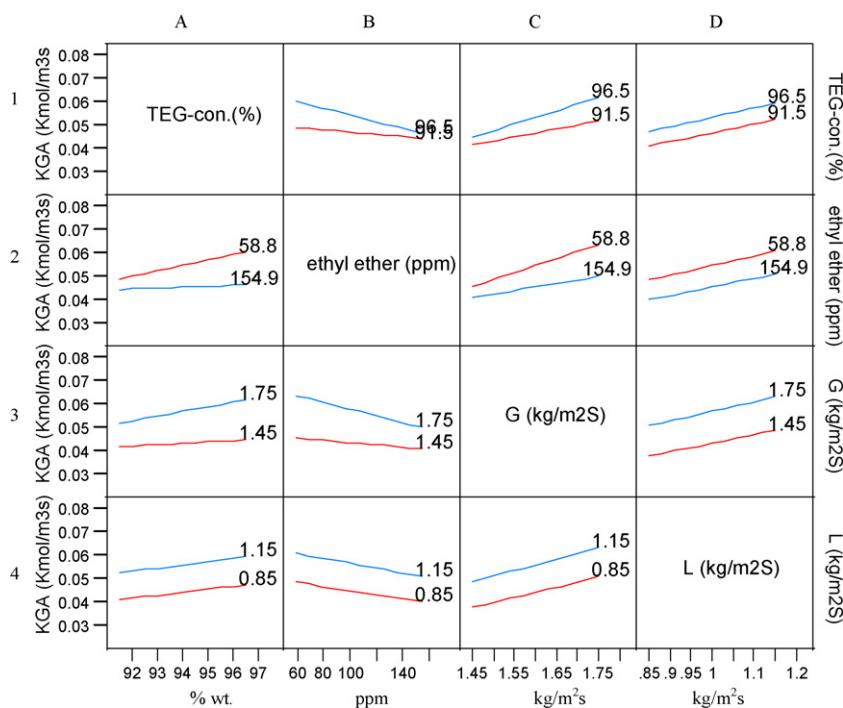 A B C D
1
KGA (Kmol/m3s)
0.08
0.07
0.06
0.05
0.04
0.03
TEG-con.(%)
96.5
91.5
96.5
91.5
96.5
91.5
TEG-con.(%)
2
KGA (Kmol/m3s)
0.08
0.07
0.06
0.05
0.04
0.03
58.8
154.9
ethyl ether (ppm)
58.8
154.9
58.8
154.9
ethyl ether (ppm)
3
KGA (Kmol/m3s)
0.08
0.07
0.06
0.05
0.04
0.03
1.75
1.45
1.75
1.45
G (kg/m2S)
1.75
1.45
G (kg/m2S)
4
KGA (Kmol/m3s)
0.08
0.07
0.06
0.05
0.04
0.03
1.15
0.85
1.15
0.85
1.15
0.85
L (kg/m2S)
L (kg/m2S)
92 93 94 95 96 97
60 80 100 140
1.45 1.55 1.65 1.75
.85 .9 .95 1 1.1 1.2
% wt.
ppm
kg/m²s
kg/m²s